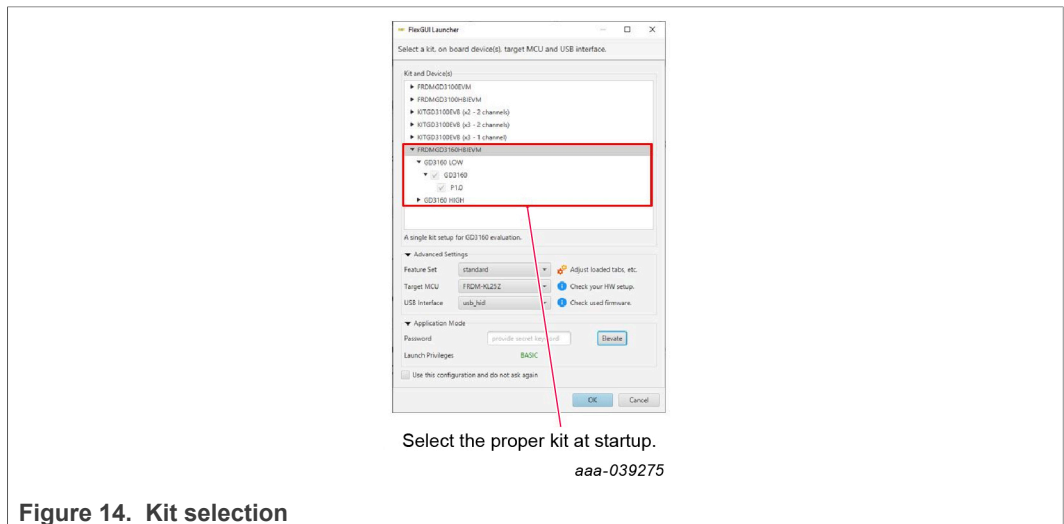 FlexGUI Launcher
Select a kit, on board device(s), target MCU and USB interface.
Kit and Device(s)
FRDMGD3100EVM
FRDMGD3100HBIEVM
KITGD3100EVB (x2 - 2 channels)
KITGD3100EVB (x3 - 2 channels)
KITGD3100EVB (x3 - 1 channel)
FRDMGD3160HBIEVM
GD3160 LOW
GD3160
P1.0
GD3160 HIGH
A single kit setup for GD3160 evaluation.
Advanced Settings
Feature Set standard Adjust loaded tabs, etc.
Target MCU FRDM-KL25Z Check your HW setup.
USB Interface usb_hid Check used firmware.
Application Mode
Password provide secret keyword Elevate
Launch Privileges BASIC
Use this configuration and do not ask again
OK Cancel
Select the proper kit at startup.
aaa-039275
Figure 14. Kit selection